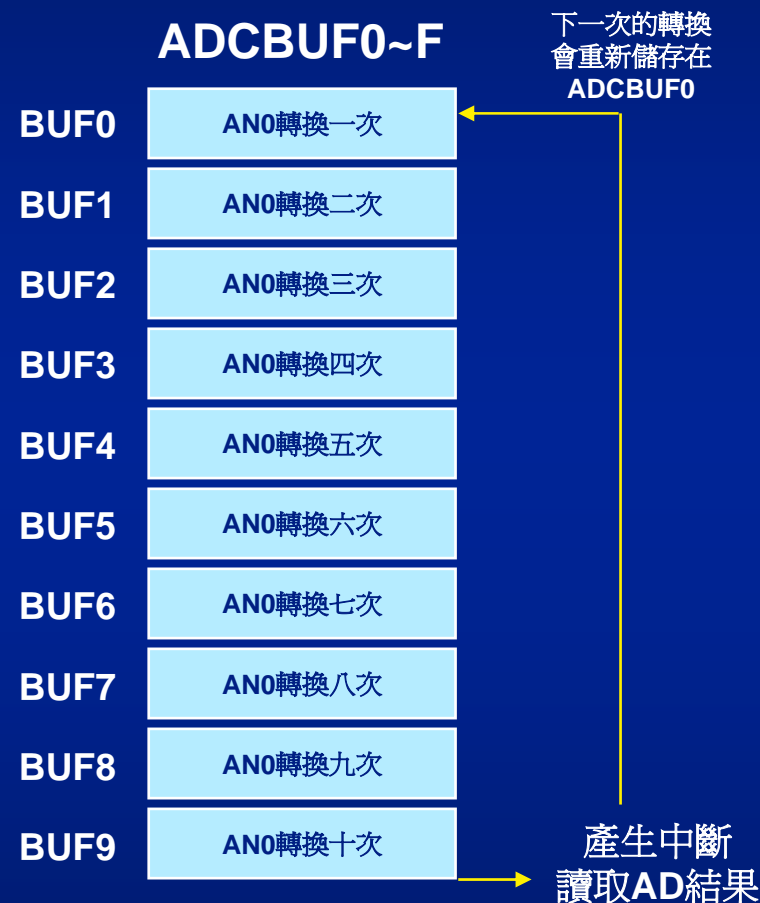 ADCBUF0~F
下一次的轉換
會重新儲存在
ADCBUF0
BUF0 AN0轉換一次
BUF1 AN0轉換二次
BUF2 AN0轉換三次
BUF3 AN0轉換四次
BUF4 AN0轉換五次
BUF5 AN0轉換六次
BUF6 AN0轉換七次
BUF7 AN0轉換八次
BUF8 AN0轉換九次
BUF9 AN0轉換十次
產生中斷
讀取AD結果